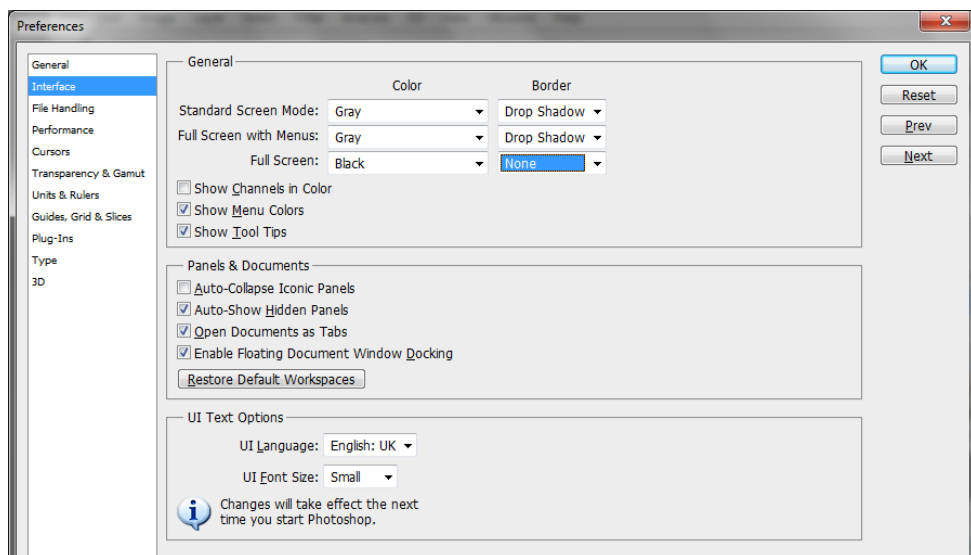 Preferences
General
Interface
File Handling
Performance
Cursors
Transparency & Gamut
Units & Rulers
Guides, Grid & Slices
Plug-Ins
Type
3D
General
Color Border
Standard Screen Mode: Gray Drop Shadow
Full Screen with Menus: Gray Drop Shadow
Full Screen: Black None
Show Channels in Color
Show Menu Colors
Show Tool Tips
Panels & Documents
Auto-Collapse Iconic Panels
Auto-Show Hidden Panels
Open Documents as Tabs
Enable Floating Document Window Docking
Restore Default Workspaces
UI Text Options
UI Language: English: UK
UI Font Size: Small
Changes will take effect the next
time you start Photoshop.
OK
Reset
Prev
Next